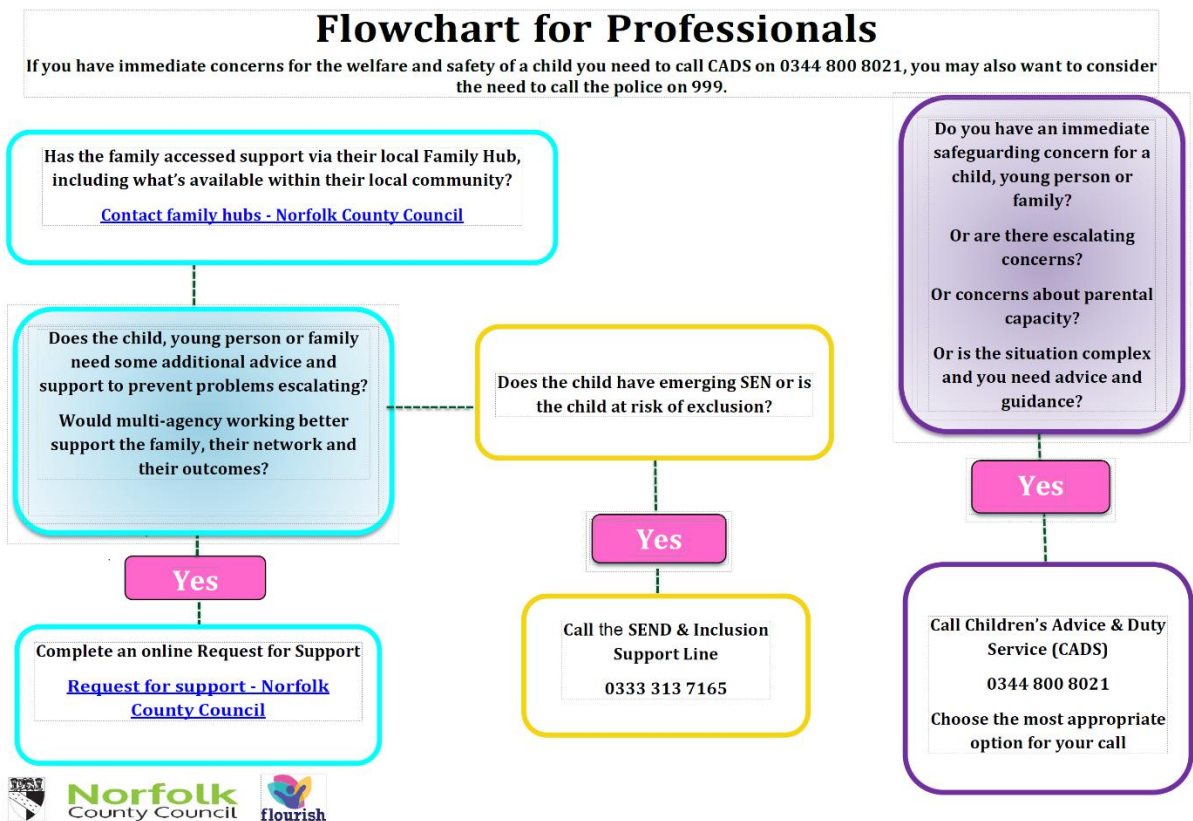 Flowchart for Professionals
If you have immediate concerns for the welfare and safety of a child you need to call CADS on 0344 800 8021, you may also want to consider
the need to call the police on 999.
Has the family accessed support via their local Family Hub,
including what's available within their local community?
Contact family hubs - Norfolk County Council
Does the child, young person or family
need some additional advice and
support to prevent problems escalating?
Would multi-agency working better
support the family, their network and
their outcomes?
Yes
Complete an online Request for Support
Request for support - Norfolk
County Council
Does the child have emerging SEN or is
the child at risk of exclusion?
Yes
Call the SEND & Inclusion
Support Line
0333 313 7165
Do you have an immediate
safeguarding concern for a
child, young person or
family?
Or are there escalating
concerns?
Or concerns about parental
capacity?
Or is the situation complex
and you need advice and
guidance?
Yes
Call Children's Advice & Duty
Service (CADS)
0344 800 8021
Choose the most appropriate
option for your call
Norfolk
County Council
flourish